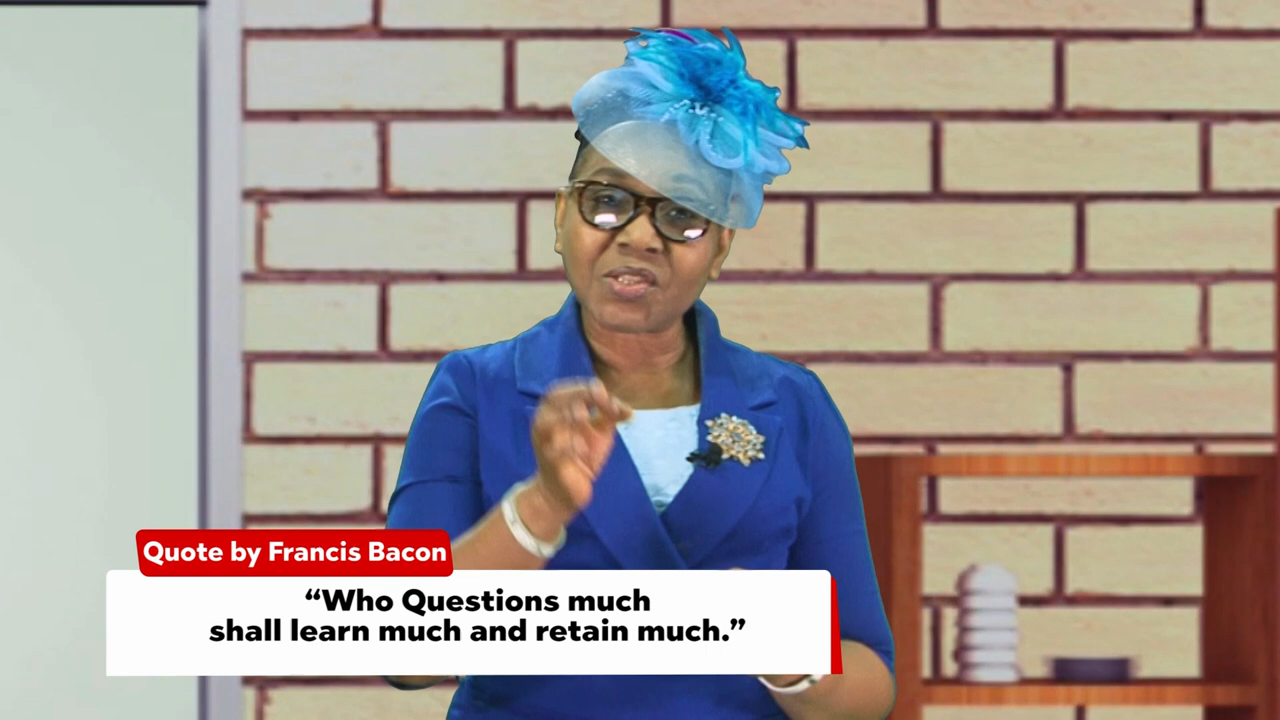 Quote by Francis Bacon
“Who Questions much
shall learn much and retain much.”